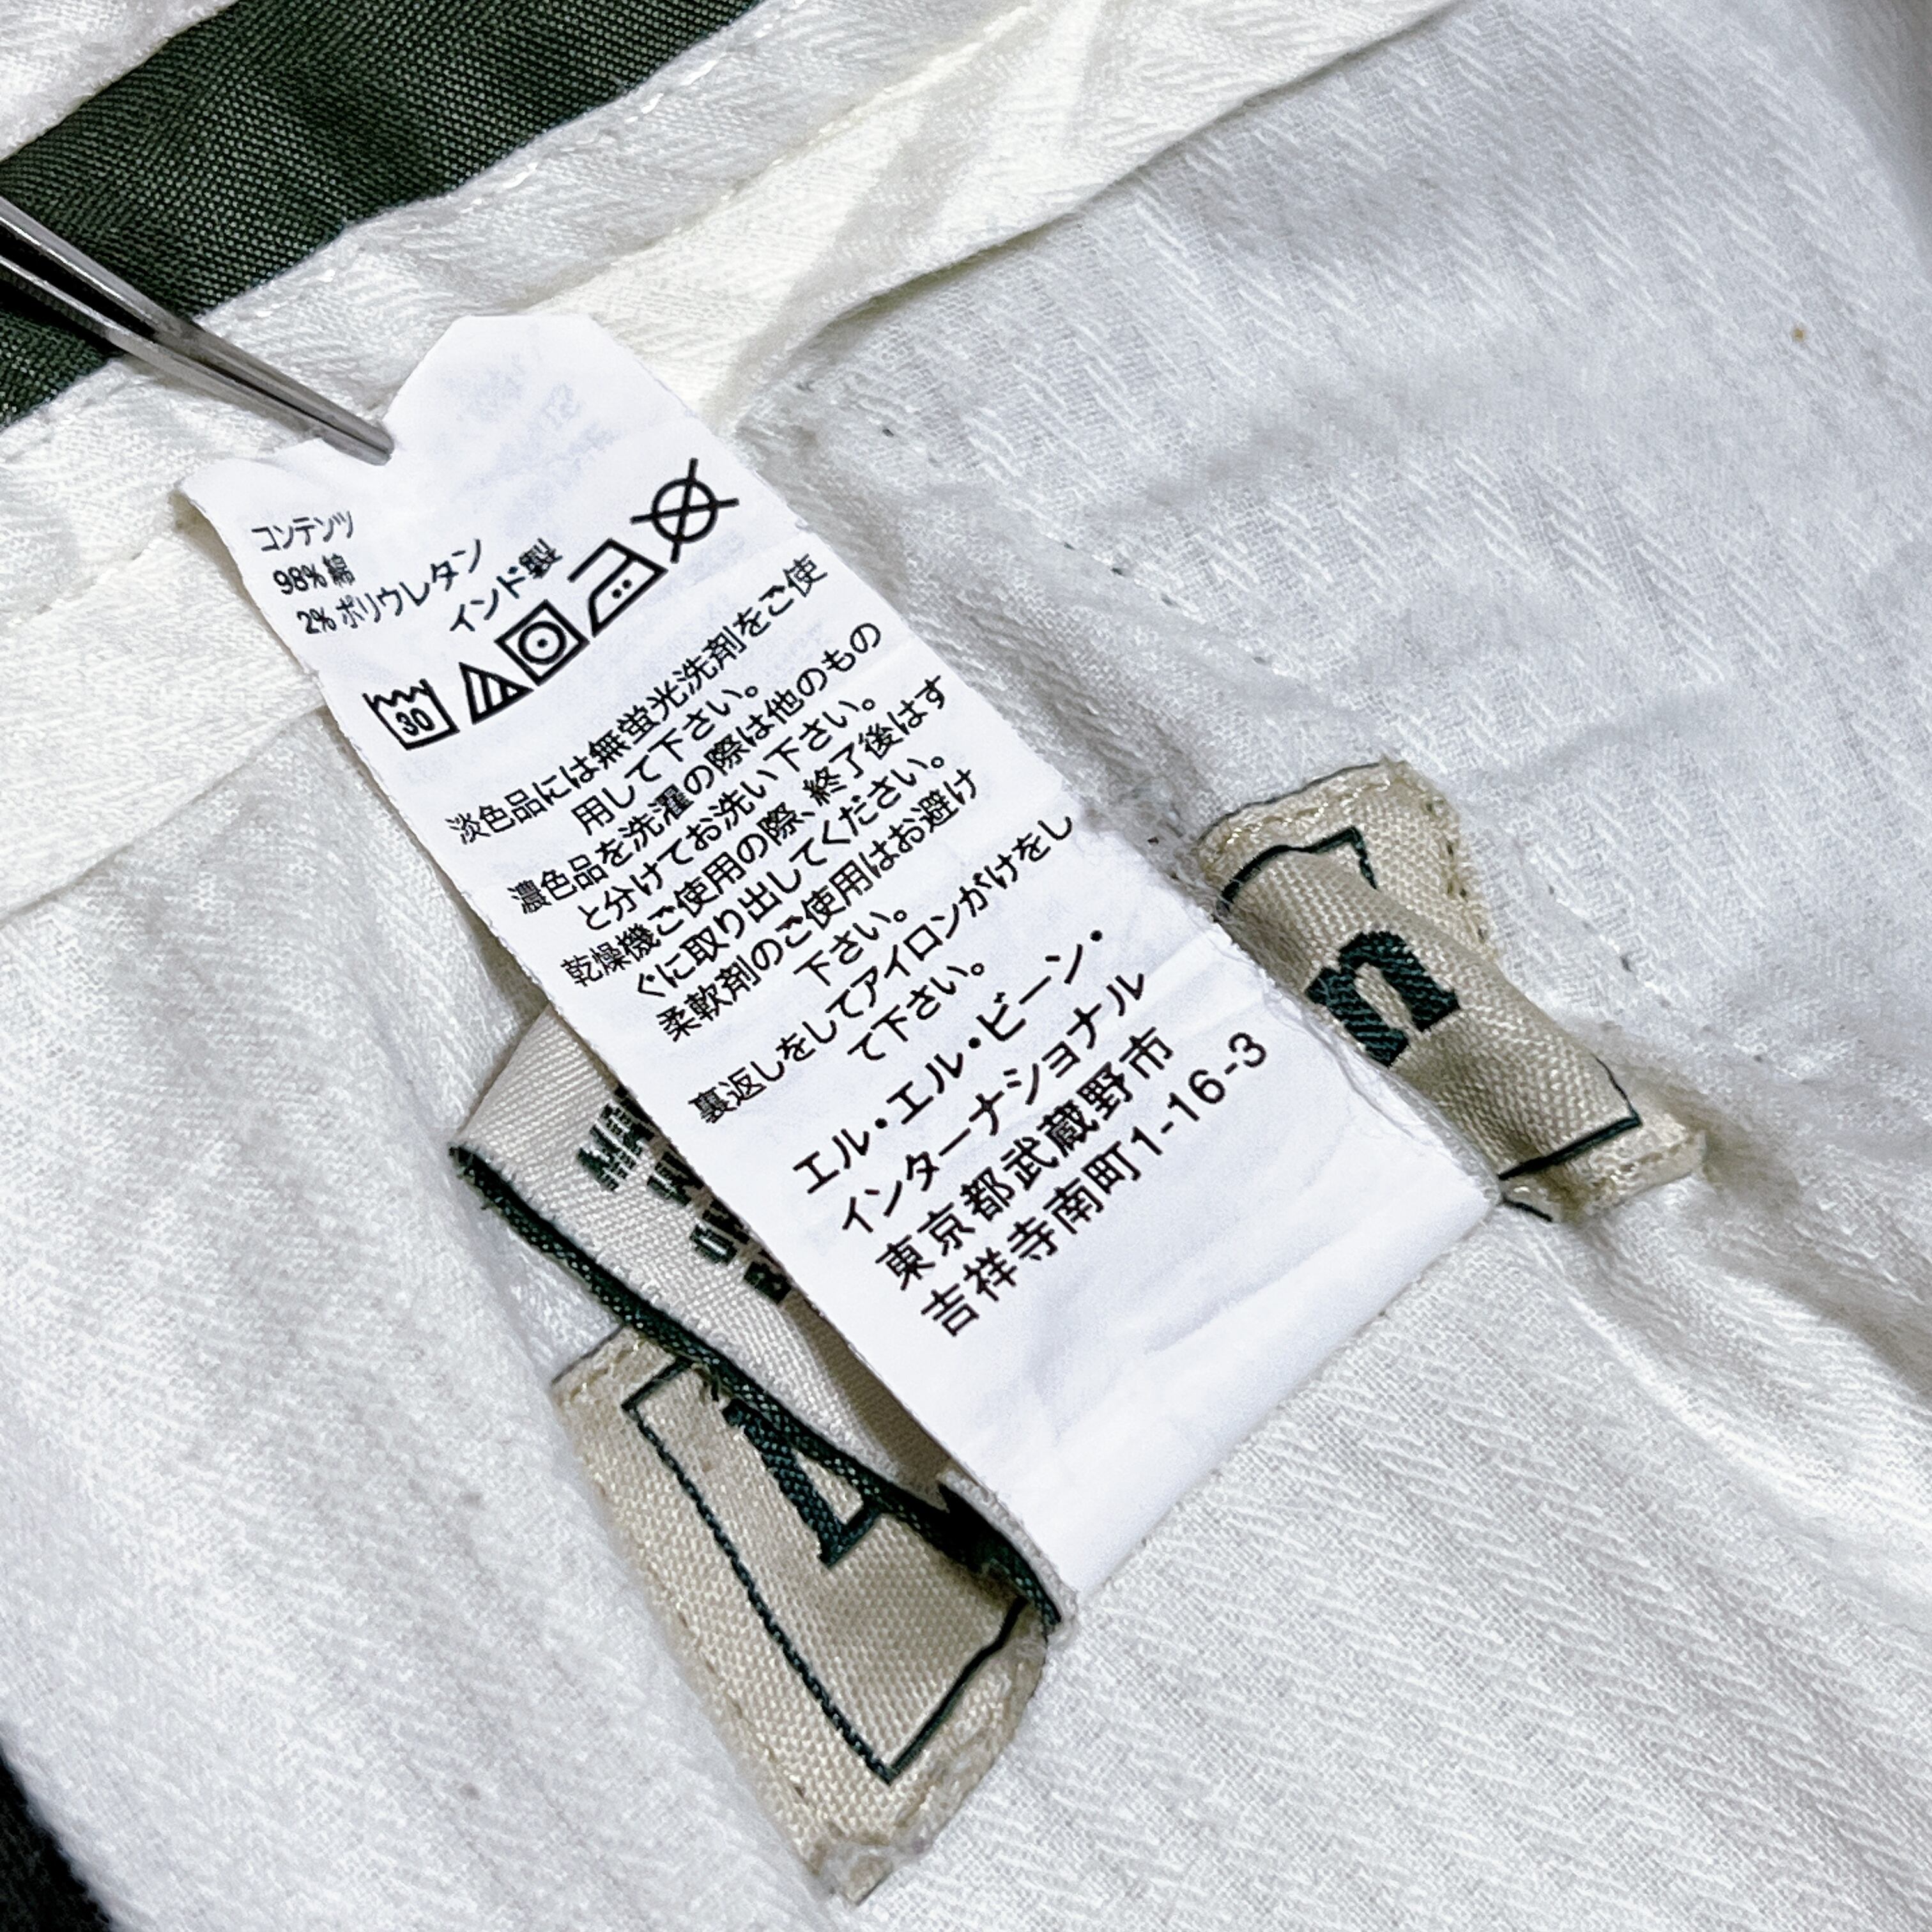 コンテンツ
98% 綿
2% ポリウレタン
インド製
30
淡色品には無蛍光洗剤をご使
用して下さい。
濃色品を洗濯の際は他のもの
と分けてお洗い下さい。
乾燥機ご使用の際、終了後はす
ぐに取り出してください。
柔軟剤のご使用はお避け
下さい。
裏返しをしてアイロンがけをし
て下さい。
エル・エル・ビーン・
インターナショナル
東京都武蔵野市
吉祥寺南町1-16-3
n